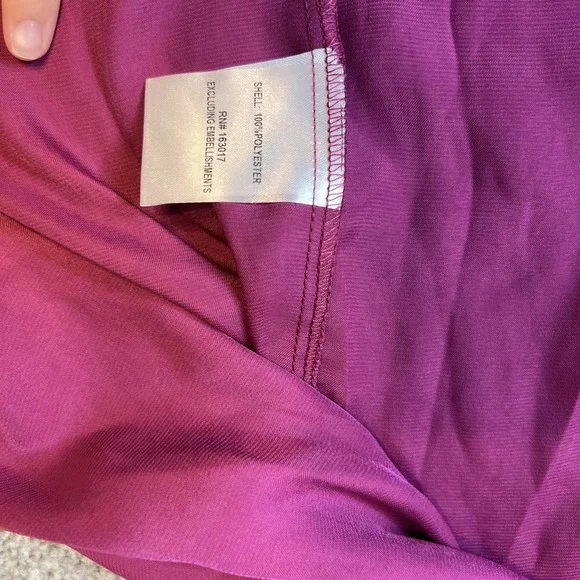 SHELL: 100%POLYESTER
RN# 163017
EXCLUDING EMBELLISHMENTS